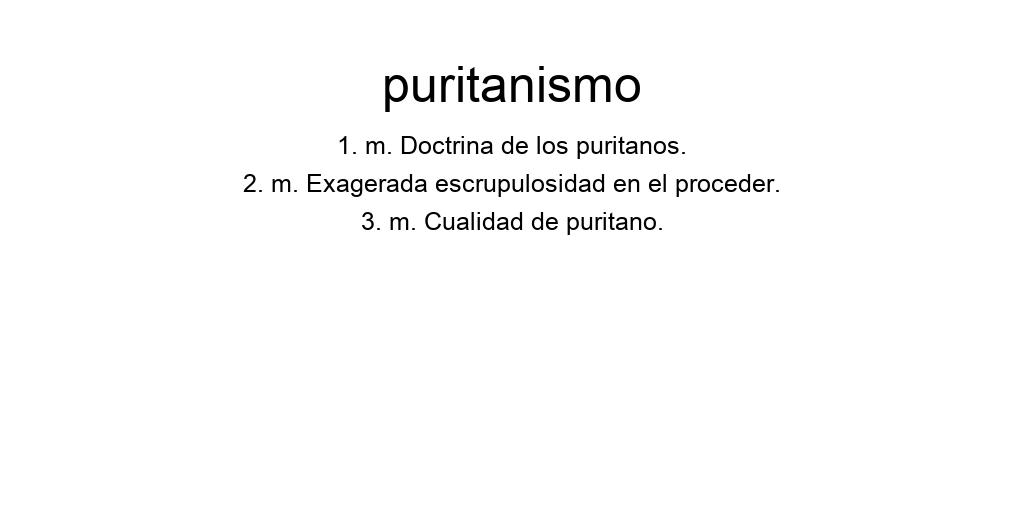 puritanismo
1. m. Doctrina de los puritanos.
2. m. Exagerada escrupulosidad en el proceder.
3. m. Cualidad de puritano.